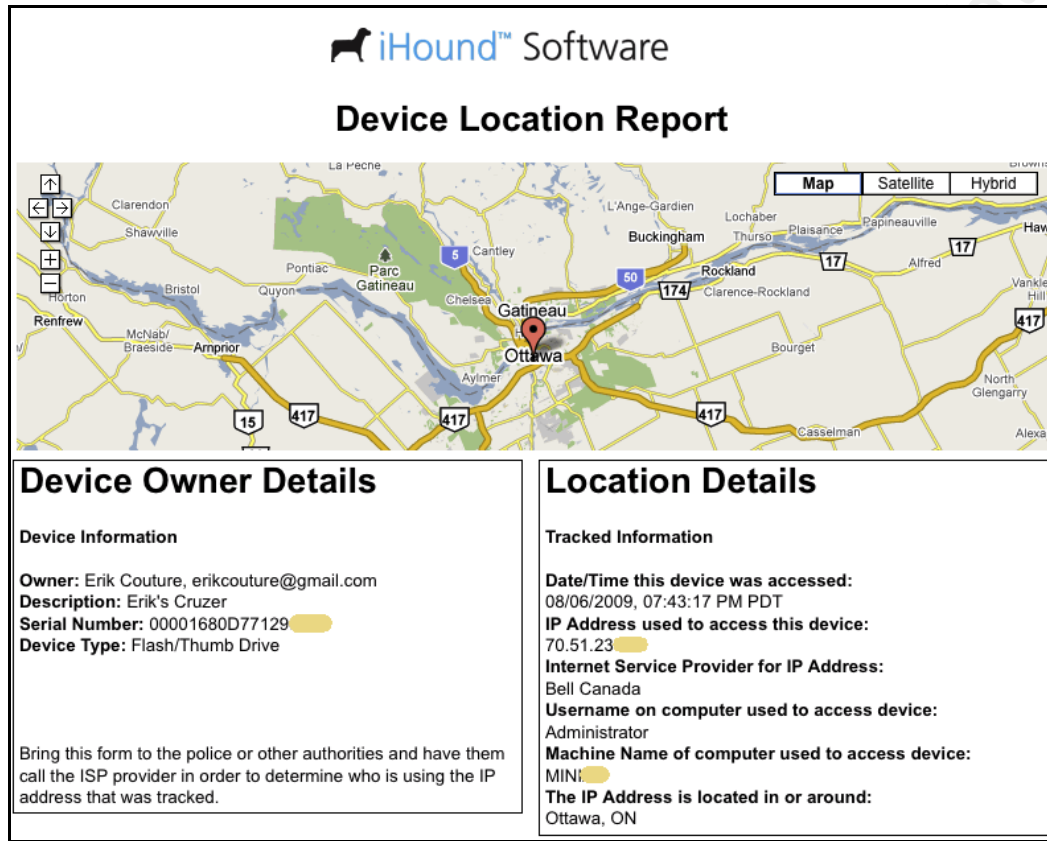 iHound™ Software
Device Location Report
La Peche
Map Satellite Hybrid
Clarendon
L'Ange-Gardien
Lochaber
Papineauville
Shawville
Buckingham
Thurso
Plaisance
17
5
Cantley
17
Alfred
Pontiac
Parc
Gatineau
50
Rockland
174
Clarence-Rockland
Bristol
Quyon
Chelsea
Horton
Gatineau
Renfrew
417
McNab/
Braeside
Arnprior
Ottawa
Bourget
Aylmer
North
Glengarry
15
417
417
417
Casselman
Device Owner Details
Device Information
Owner: Erik Couture, erikcouture@gmail.com
Description: Erik's Cruzer
Serial Number: 00001680D77129
Device Type: Flash/Thumb Drive
Bring this form to the police or other authorities and have them
call the ISP provider in order to determine who is using the IP
address that was tracked.
Location Details
Tracked Information
Date/Time this device was accessed:
08/06/2009, 07:43:17 PM PDT
IP Address used to access this device:
70.51.23
Internet Service Provider for IP Address:
Bell Canada
Username on computer used to access device:
Administrator
Machine Name of computer used to access device:
MINI
The IP Address is located in or around:
Ottawa, ON